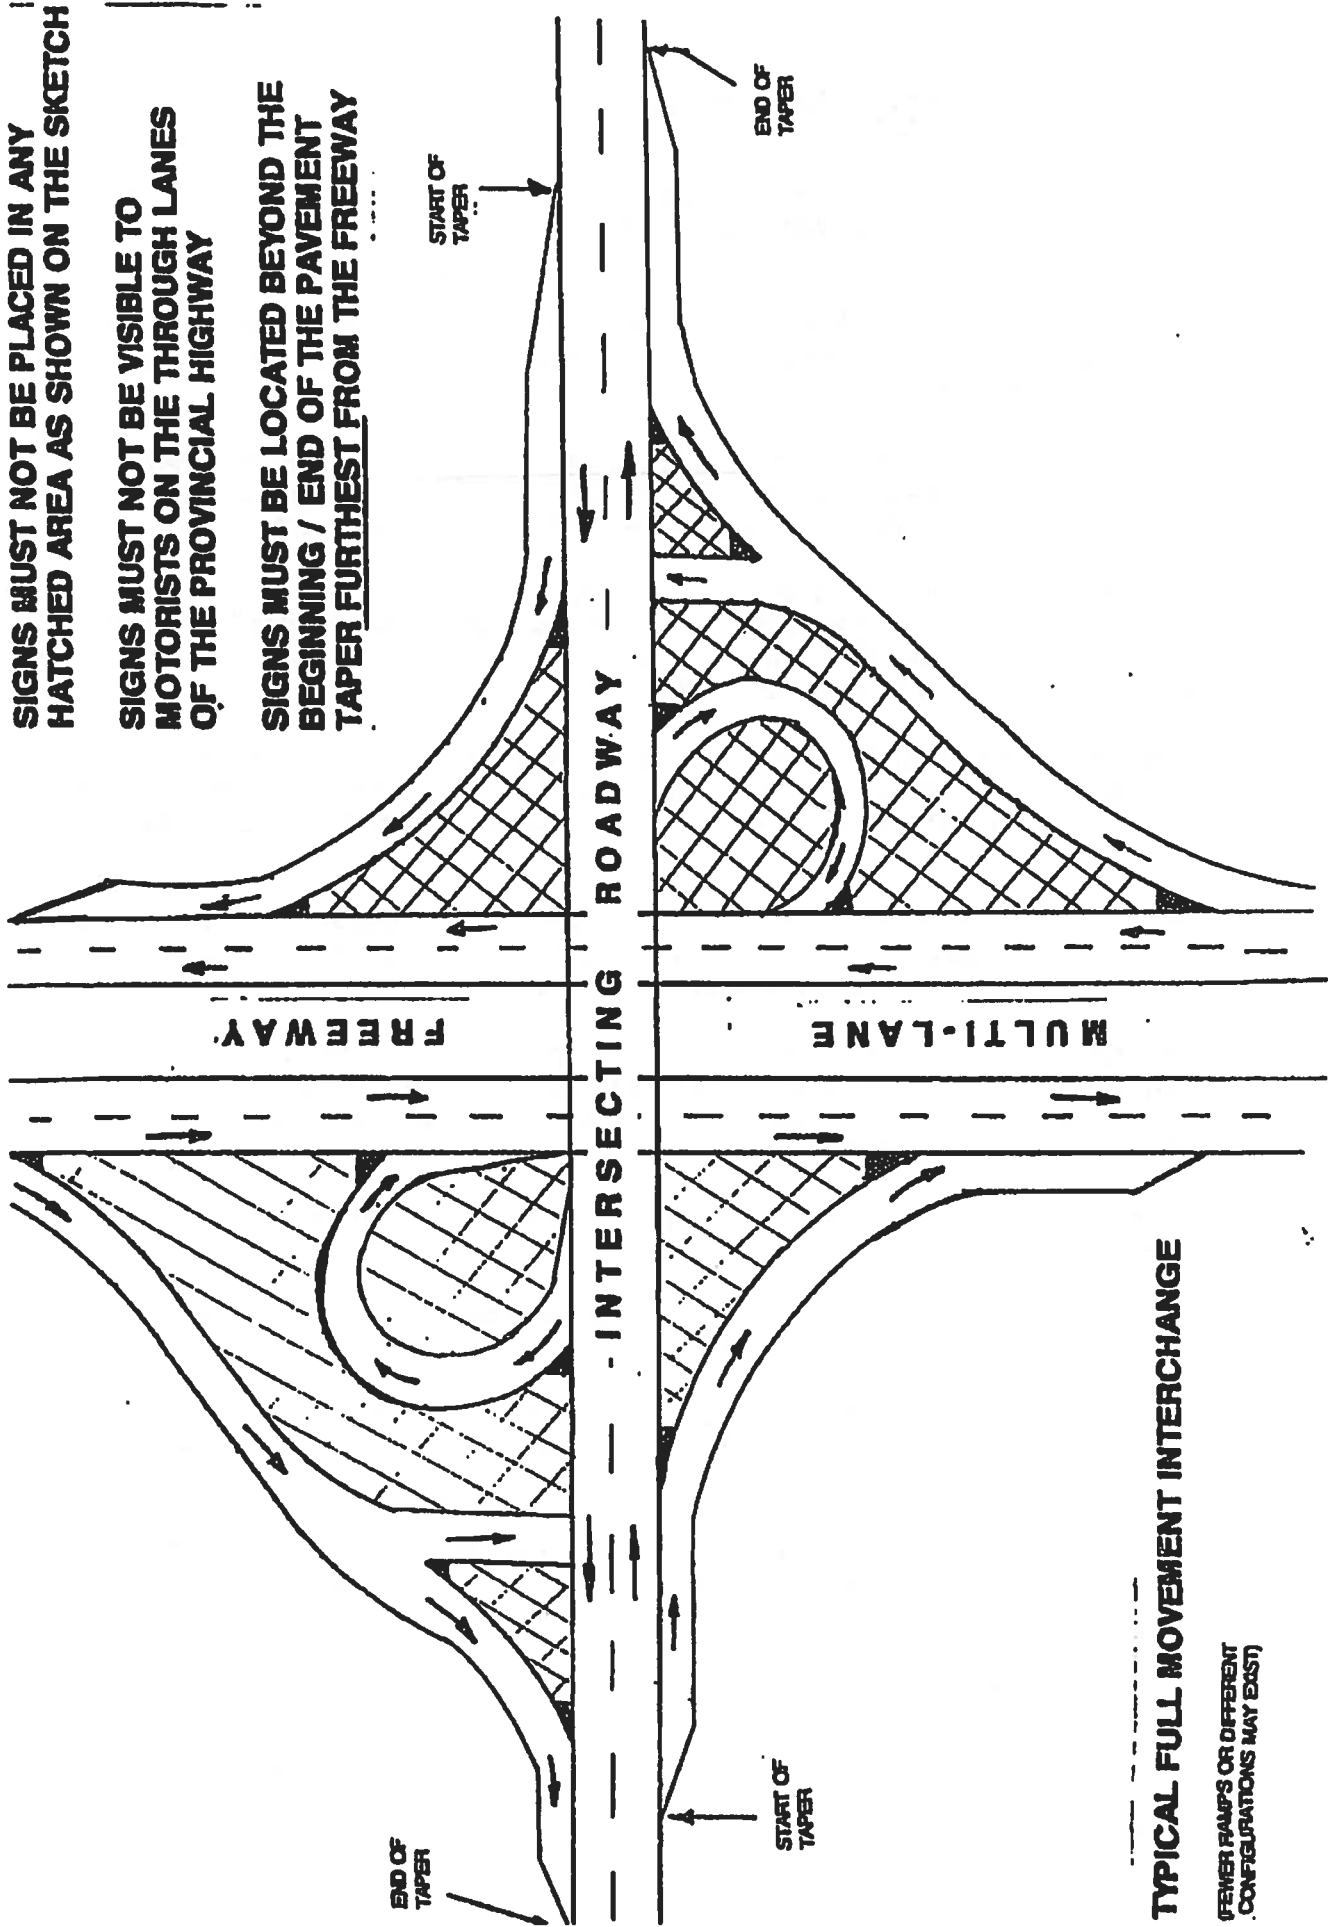 SIGNS MUST NOT BE PLACED IN ANY
HATCHED AREA AS SHOWN ON THE SKETCH
SIGNS MUST NOT BE VISIBLE TO
MOTORISTS ON THE THROUGH LANES
OF THE PROVINCIAL HIGHWAY
SIGNS MUST BE LOCATED BEYOND THE
BEGINNING / END OF THE PAVEMENT
TAPER FURTHEST FROM THE FREEWAY
START OF
TAPER
END OF
TAPER
FREEWAY
MULTI-LANE
INTERSECTING ROADWAY
END OF
TAPER
START OF
TAPER
TYPICAL FULL MOVEMENT INTERCHANGE
(FEWER RAMPS OR DIFFERENT
CONFIGURATIONS MAY EXIST)